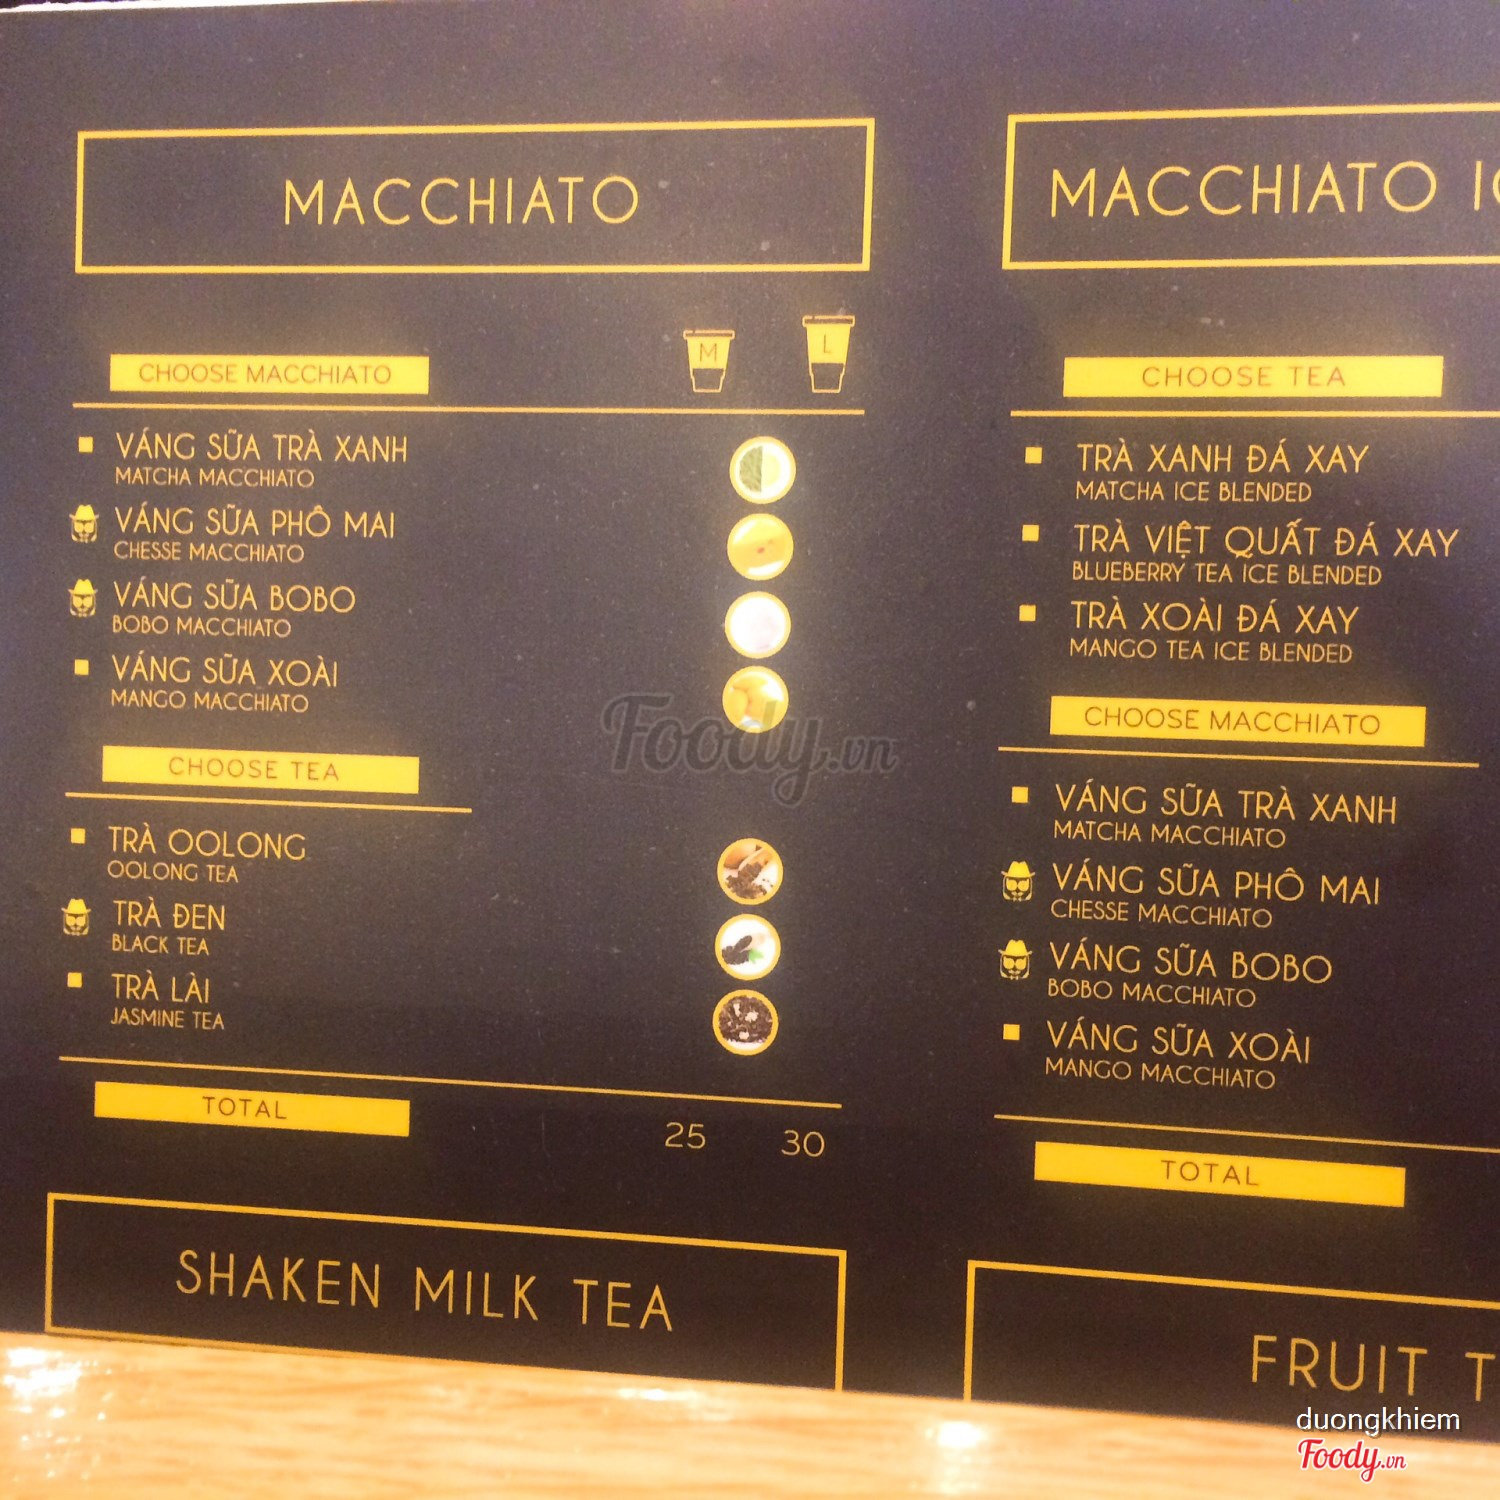 MACCHIATO
M
L
CHOOSE MACCHIATO
VÁNG SỮA TRÀ XANH
MATCHA MACCHIATO
VÁNG SỮA PHÔ MAI
CHESSE MACCHIATO
VÁNG SỮA BOBO
BOBO MACCHIATO
VÁNG SỮA XOÀI
MANGO MACCHIATO
CHOOSE TEA
TRÀ OOLONG
OOLONG TEA
TRÀ ĐEN
BLACK TEA
TRÀ LÀI
JASMINE TEA
TOTAL
25 30
SHAKEN MILK TEA
MACCHIATO
CHOOSE TEA
TRÀ XANH ĐÁ XAY
MATCHA ICE BLENDED
TRÀ VIỆT QUẤT ĐÁ XAY
BLUEBERRY TEA ICE BLENDED
TRÀ XOÀI ĐÁ XAY
MANGO TEA ICE BLENDED
CHOOSE MACCHIATO
VÁNG SỮA TRÀ XANH
MATCHA MACCHIATO
VÁNG SỮA PHÔ MAI
CHESSE MACCHIATO
VÁNG SỮA BOBO
BOBO MACCHIATO
VÁNG SỮA XOÀI
MANGO MACCHIATO
TOTAL
FRUIT
Foody.vn
duongkhiem
Foody.vn